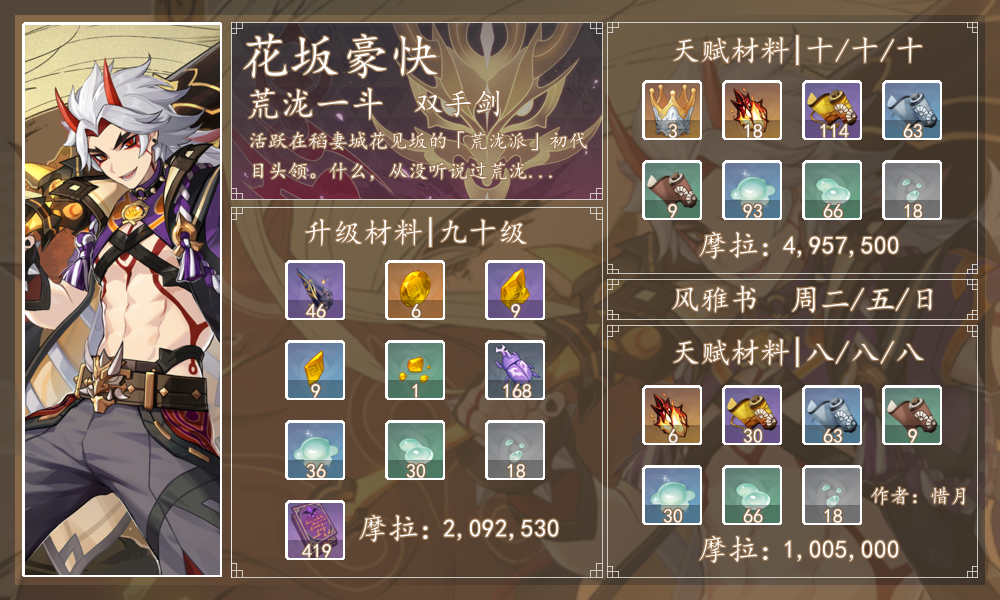 花坂豪快
荒泷一斗 双手剑
活跃在稻妻城花见坂的「荒泷派」初代
目头领。什么，从没听说过荒泷...
升级材料|九十级
46 6 9
9 1 168
36 30 18
419 摩拉：2,092,530
天赋材料|十/十/十
3 18 114 63
9 93 66 18
摩拉：4,957,500
风雅书 周二/五/日
天赋材料|八/八/八
6 30 63 9
30 66 18 作者：惜月
摩拉：1,005,000